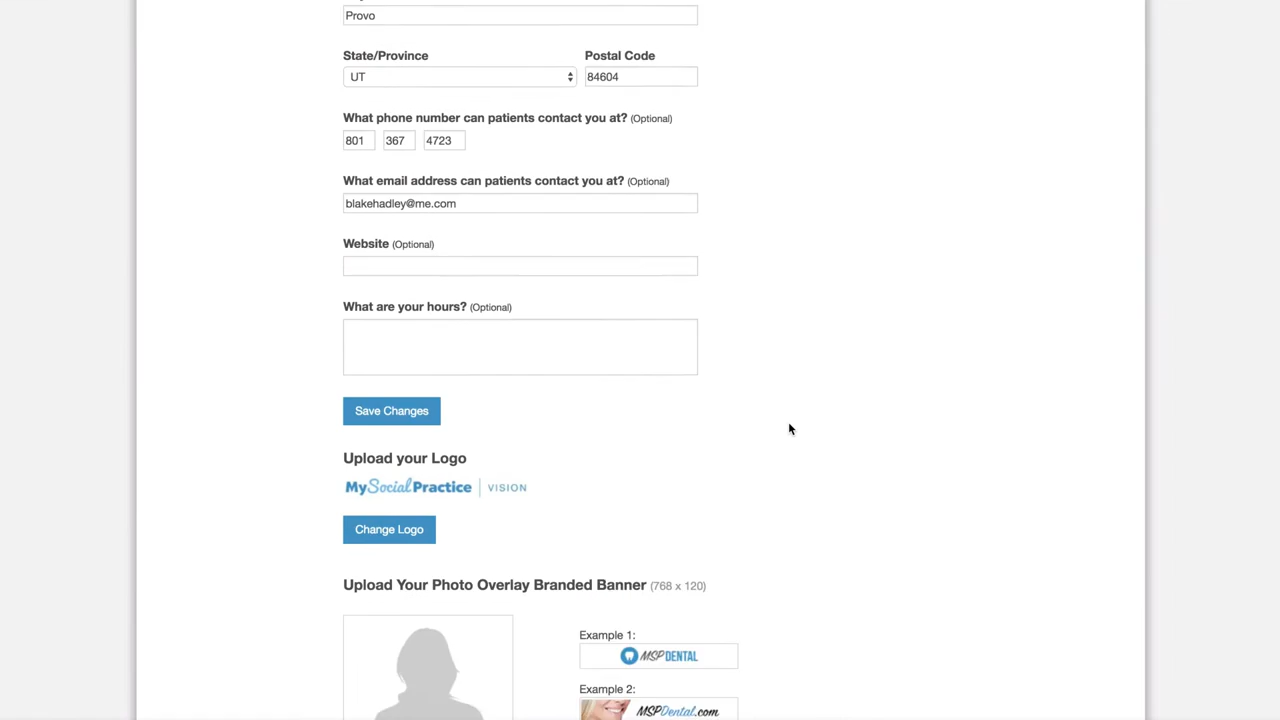 Provo
State/Province Postal Code
UT 84604
What phone number can patients contact you at? (Optional)
801 367 4723
What email address can patients contact you at? (Optional)
blakehadley@me.com
Website (Optional)
What are your hours? (Optional)
Save Changes
Upload your Logo
MySocialPractice | VISION
Change Logo
Upload Your Photo Overlay Branded Banner (768 x 120)
Example 1:
MSPDENTAL
Example 2:
MSPDental.com